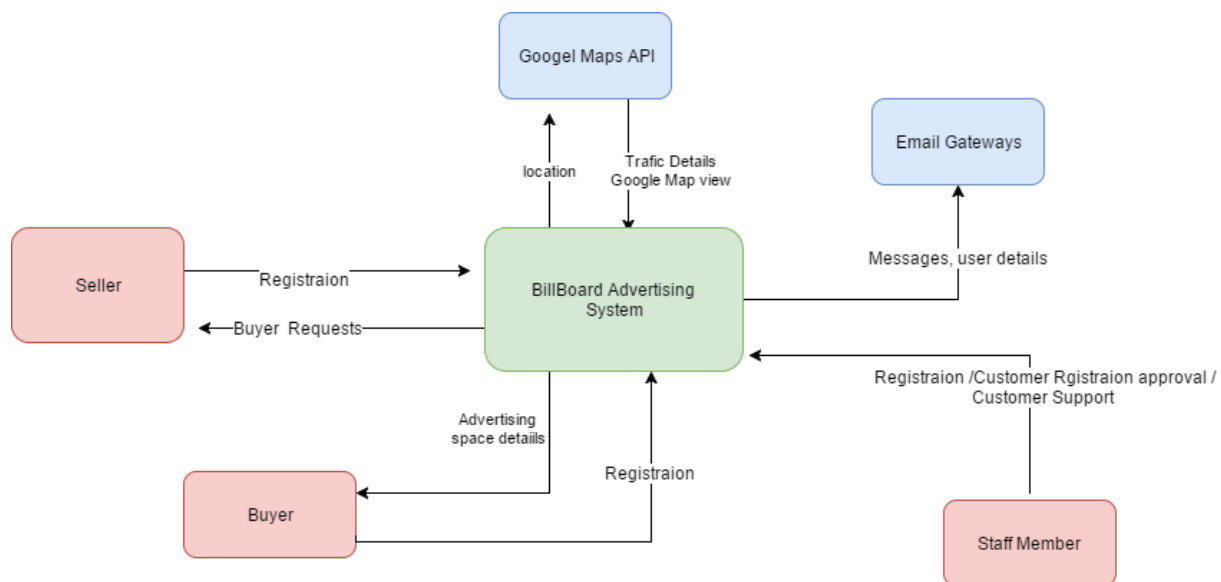 Googel Maps API
Email Gateways
location
Trafic Details
Google Map view
Seller
Registraion
BillBoard Advertising
System
Messages, user details
Buyer Requests
Registraion /Customer Rgistraion approval /
Customer Support
Advertising
space detaiils
Registraion
Buyer
Staff Member